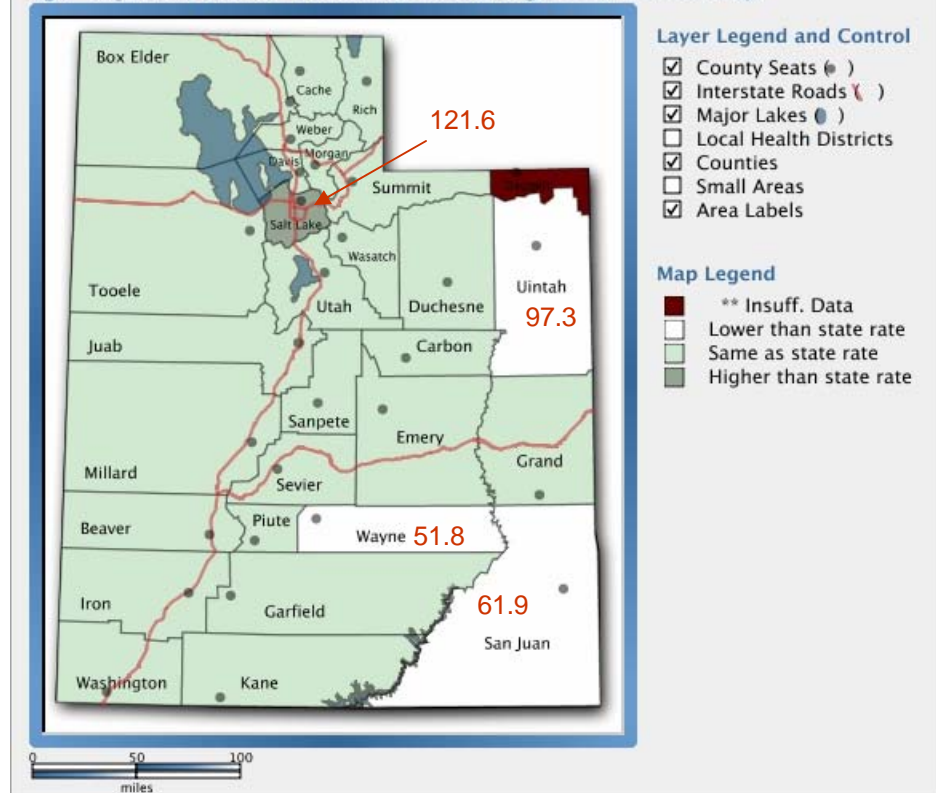 Box Elder
Cache
Rich
Weber
121.6
Davis
Morgan
Summit
Salt Lake
Wasatch
Uintah
Tooele
Utah
Duchesne
97.3
Juab
Carbon
Sanpete
Emery
Grand
Millard
Sevier
Piute
Beaver
Wayne 51.8
Iron
Garfield
61.9
San Juan
Washington
Kane
0 50 100
miles
Layer Legend and Control
County Seats ( )
Interstate Roads ( )
Major Lakes ( )
Local Health Districts
Counties
Small Areas
Area Labels
Map Legend
** Insuff. Data
Lower than state rate
Same as state rate
Higher than state rate